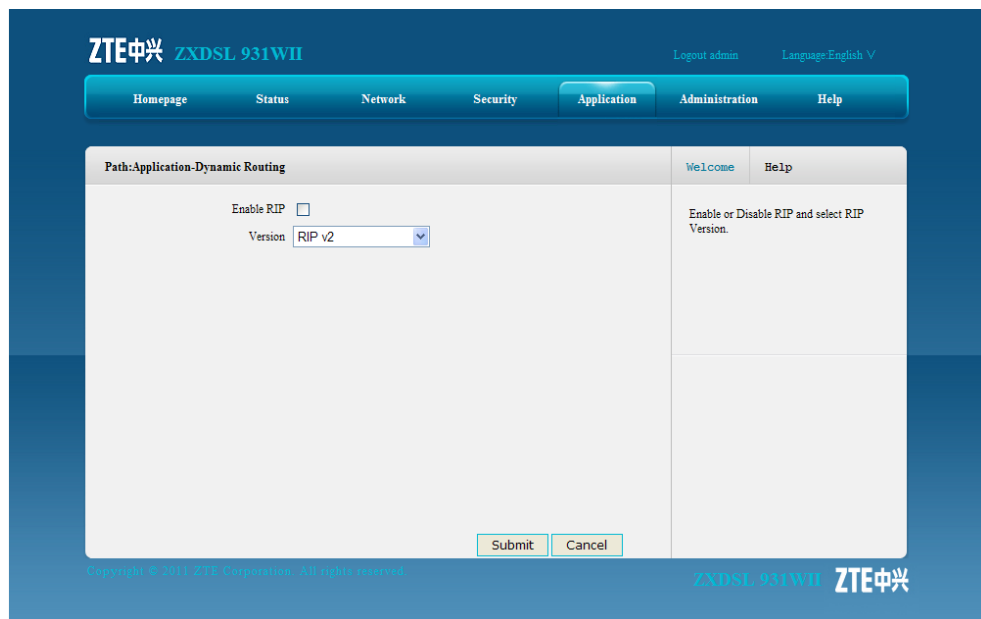 ZTE中兴 ZXDSL 931WII
Logout admin Language:English V
Homepage Status Network Security Application Administration Help
Path:Application-Dynamic Routing
Welcome Help
Enable RIP
Version RIP v2
Enable or Disable RIP and select RIP
Version.
Submit Cancel
Copyright © 2011 ZTE Corporation. All rights reserved.
ZXDSL 931WII ZTE中兴